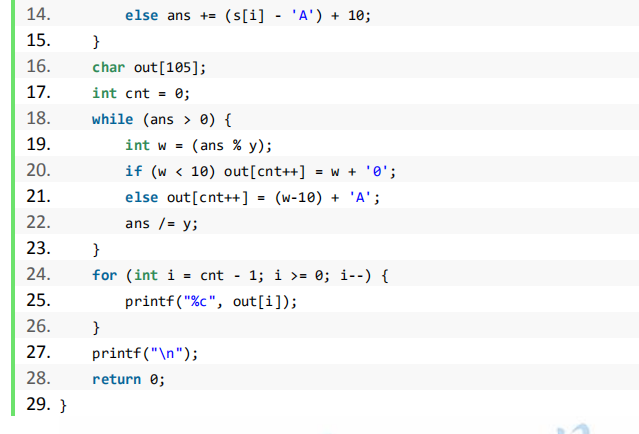 14.         else ans += (s[i] - 'A') + 10;
15.     }
16.     char out[105];
17.     int cnt = 0;
18.     while (ans > 0) {
19.         int w = (ans % y);
20.         if (w < 10) out[cnt++] = w + '0';
21.         else out[cnt++] = (w-10) + 'A';
22.         ans /= y;
23.     }
24.     for (int i = cnt - 1; i >= 0; i--) {
25.         printf("%c", out[i]);
26.     }
27.     printf("\n");
28.     return 0;
29. }